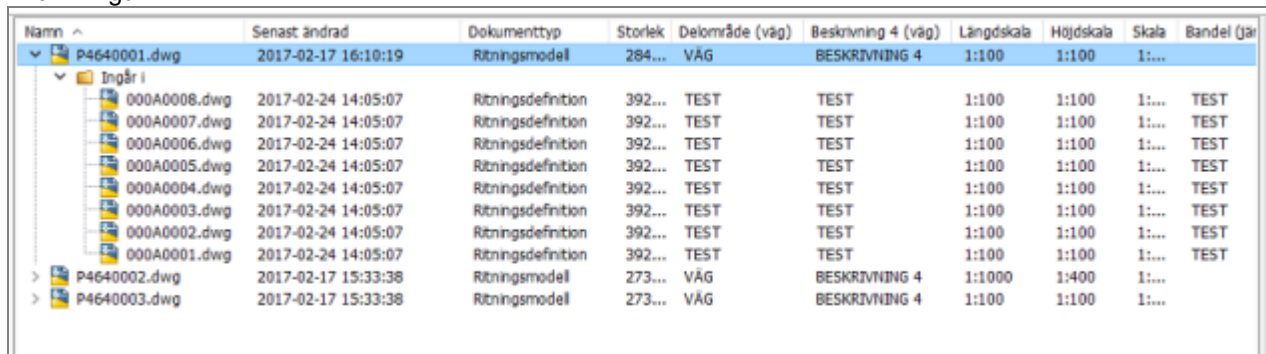 Namn Senast ändrad Dokumenttyp Storlek Delområde (väg) Beskrivning 4 (väg) Längdskala Höjdskala Skala Bandel (jär
P4640001.dwg 2017-02-17 16:10:19 Ritningsmodell 284... VÄG BESKRIVNING 4 1:100 1:100 1:...
Ingår i
000A0008.dwg 2017-02-24 14:05:07 Ritningsdefinition 392... TEST TEST 1:100 1:100 1:... TEST
000A0007.dwg 2017-02-24 14:05:07 Ritningsdefinition 392... TEST TEST 1:100 1:100 1:... TEST
000A0006.dwg 2017-02-24 14:05:07 Ritningsdefinition 392... TEST TEST 1:100 1:100 1:... TEST
000A0005.dwg 2017-02-24 14:05:07 Ritningsdefinition 392... TEST TEST 1:100 1:100 1:... TEST
000A0004.dwg 2017-02-24 14:05:07 Ritningsdefinition 392... TEST TEST 1:100 1:100 1:... TEST
000A0003.dwg 2017-02-24 14:05:07 Ritningsdefinition 392... TEST TEST 1:100 1:100 1:... TEST
000A0002.dwg 2017-02-24 14:05:07 Ritningsdefinition 392... TEST TEST 1:100 1:100 1:... TEST
000A0001.dwg 2017-02-24 14:05:07 Ritningsdefinition 392... TEST TEST 1:100 1:100 1:... TEST
P4640002.dwg 2017-02-17 15:33:38 Ritningsmodell 273... VÄG BESKRIVNING 4 1:1000 1:400 1:...
P4640003.dwg 2017-02-17 15:33:38 Ritningsmodell 273... VÄG BESKRIVNING 4 1:100 1:100 1:...